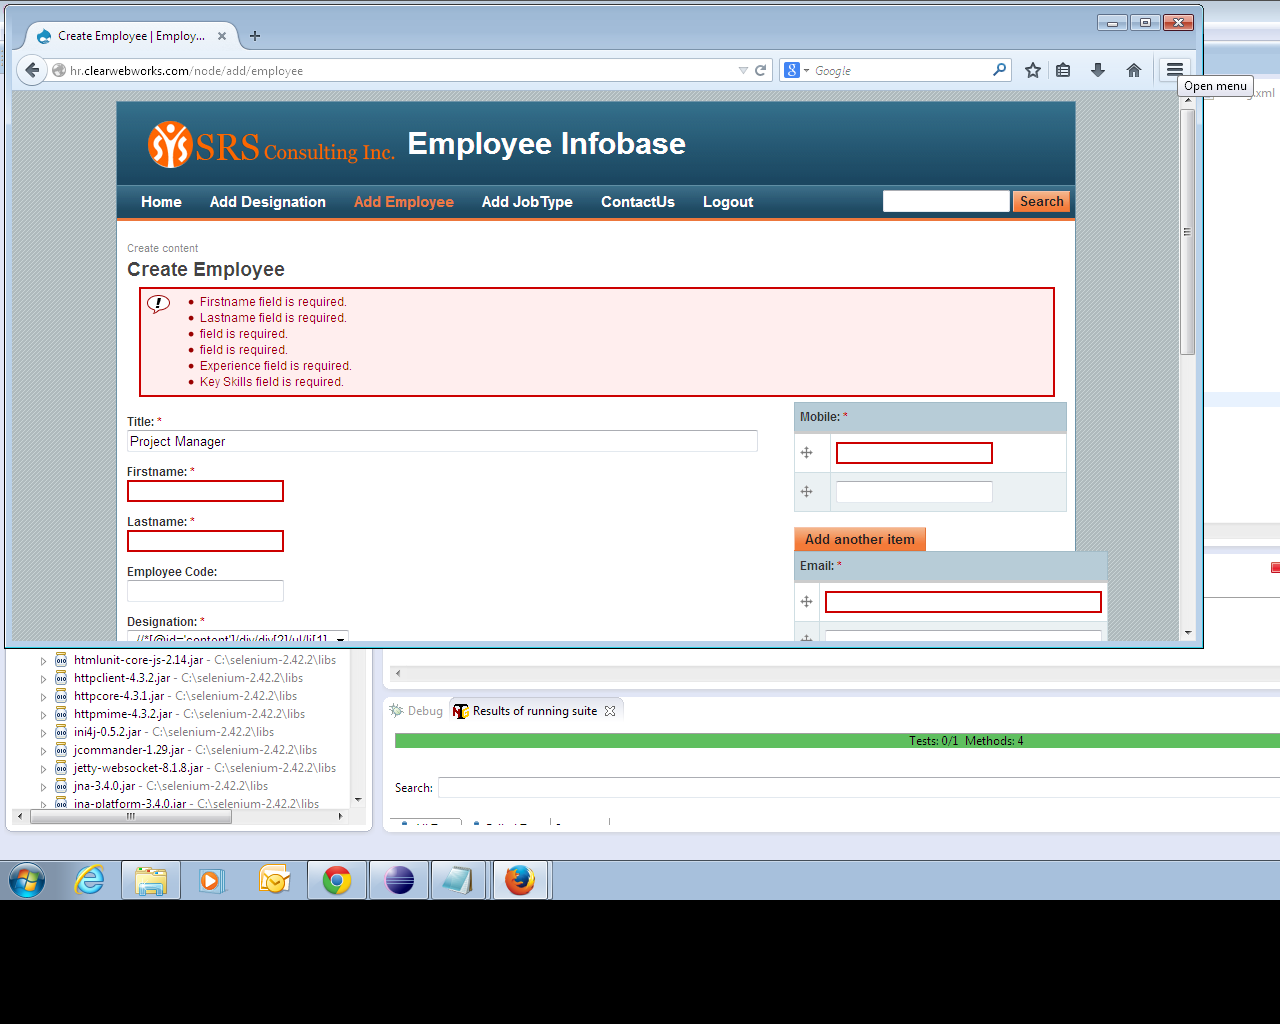 Create Employee | Employ...
hr.clearwebworks.com/node/add/employee
Google
Open menu
xml
SYS SRS Consulting Inc. Employee Infobase
Home Add Designation Add Employee Add JobType ContactUs Logout Search
Create content
Create Employee
Firstname field is required.
Lastname field is required.
field is required.
field is required.
Experience field is required.
Key Skills field is required.
Title: *
Project Manager
Firstname: *
Lastname: *
Employee Code:
Designation: *
//*[@id='content']/div/div[2]/ul/li[1]
Mobile: *
Add another item
Email: *
htmlunit-core-js-2.14.jar - C:\selenium-2.42.2\libs
httpclient-4.3.2.jar - C:\selenium-2.42.2\libs
httpcore-4.3.1.jar - C:\selenium-2.42.2\libs
httpmime-4.3.2.jar - C:\selenium-2.42.2\libs
ini4j-0.5.2.jar - C:\selenium-2.42.2\libs
jcommander-1.29.jar - C:\selenium-2.42.2\libs
jetty-websocket-8.1.8.jar - C:\selenium-2.42.2\libs
jna-3.4.0.jar - C:\selenium-2.42.2\libs
jna-platform-3.4.0.jar - C:\selenium-2.42.2\libs
Debug Results of running suite
Tests: 0/1 Methods: 4
Search: